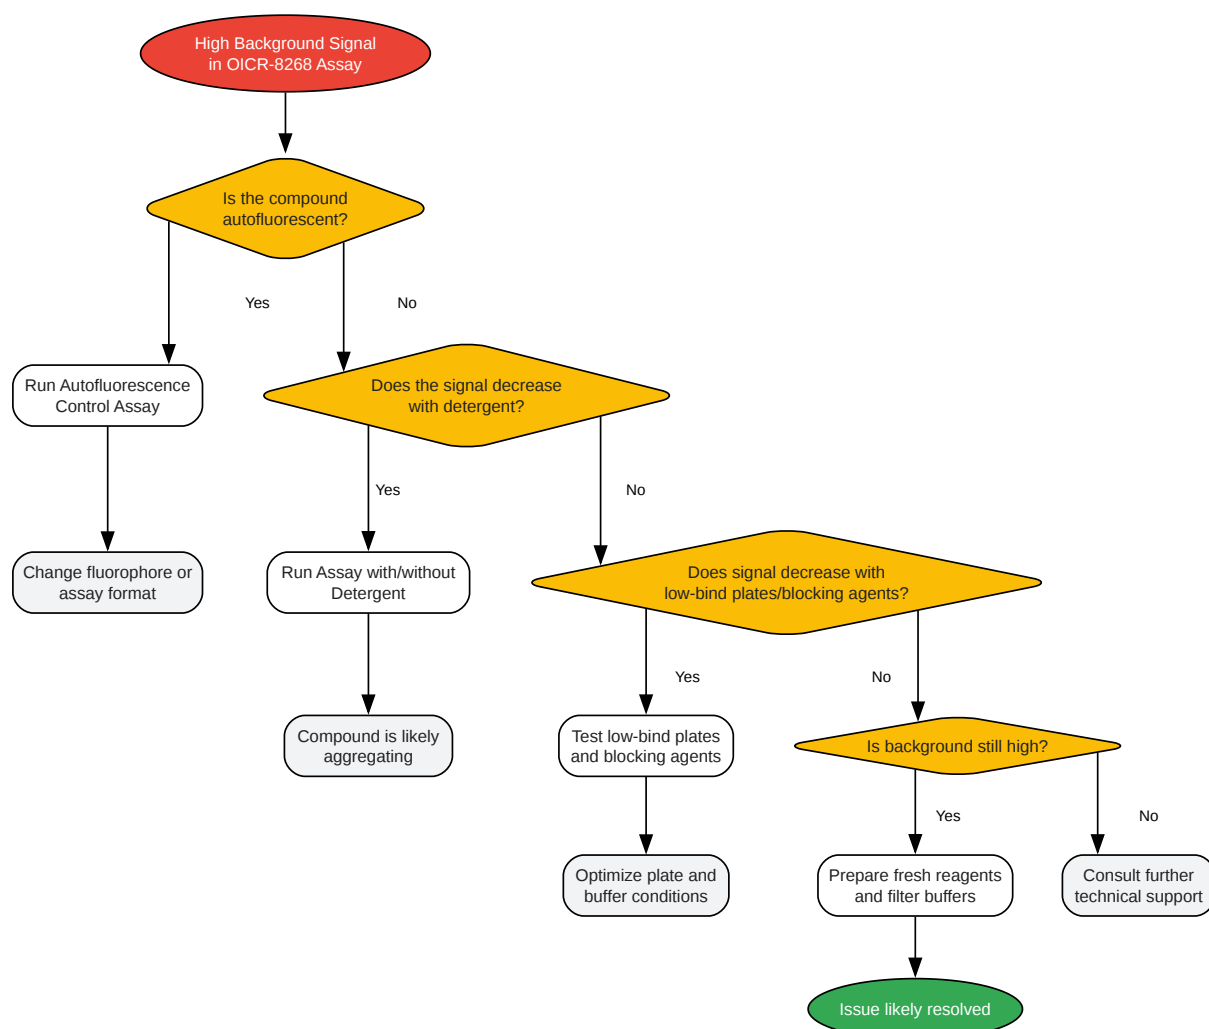 High Background Signal
in OICR-8268 Assay
Is the compound
autofluorescent?
Yes
No
Run Autofluorescence
Control Assay
Does the signal decrease
with detergent?
Yes
No
Change fluorophore or
assay format
Run Assay with/without
Detergent
Does signal decrease with
low-bind plates/blocking agents?
Yes
No
Compound is likely
aggregating
Test low-bind plates
and blocking agents
Is background still high?
Yes
No
Optimize plate and
buffer conditions
Prepare fresh reagents
and filter buffers
Consult further
technical support
Issue likely resolved